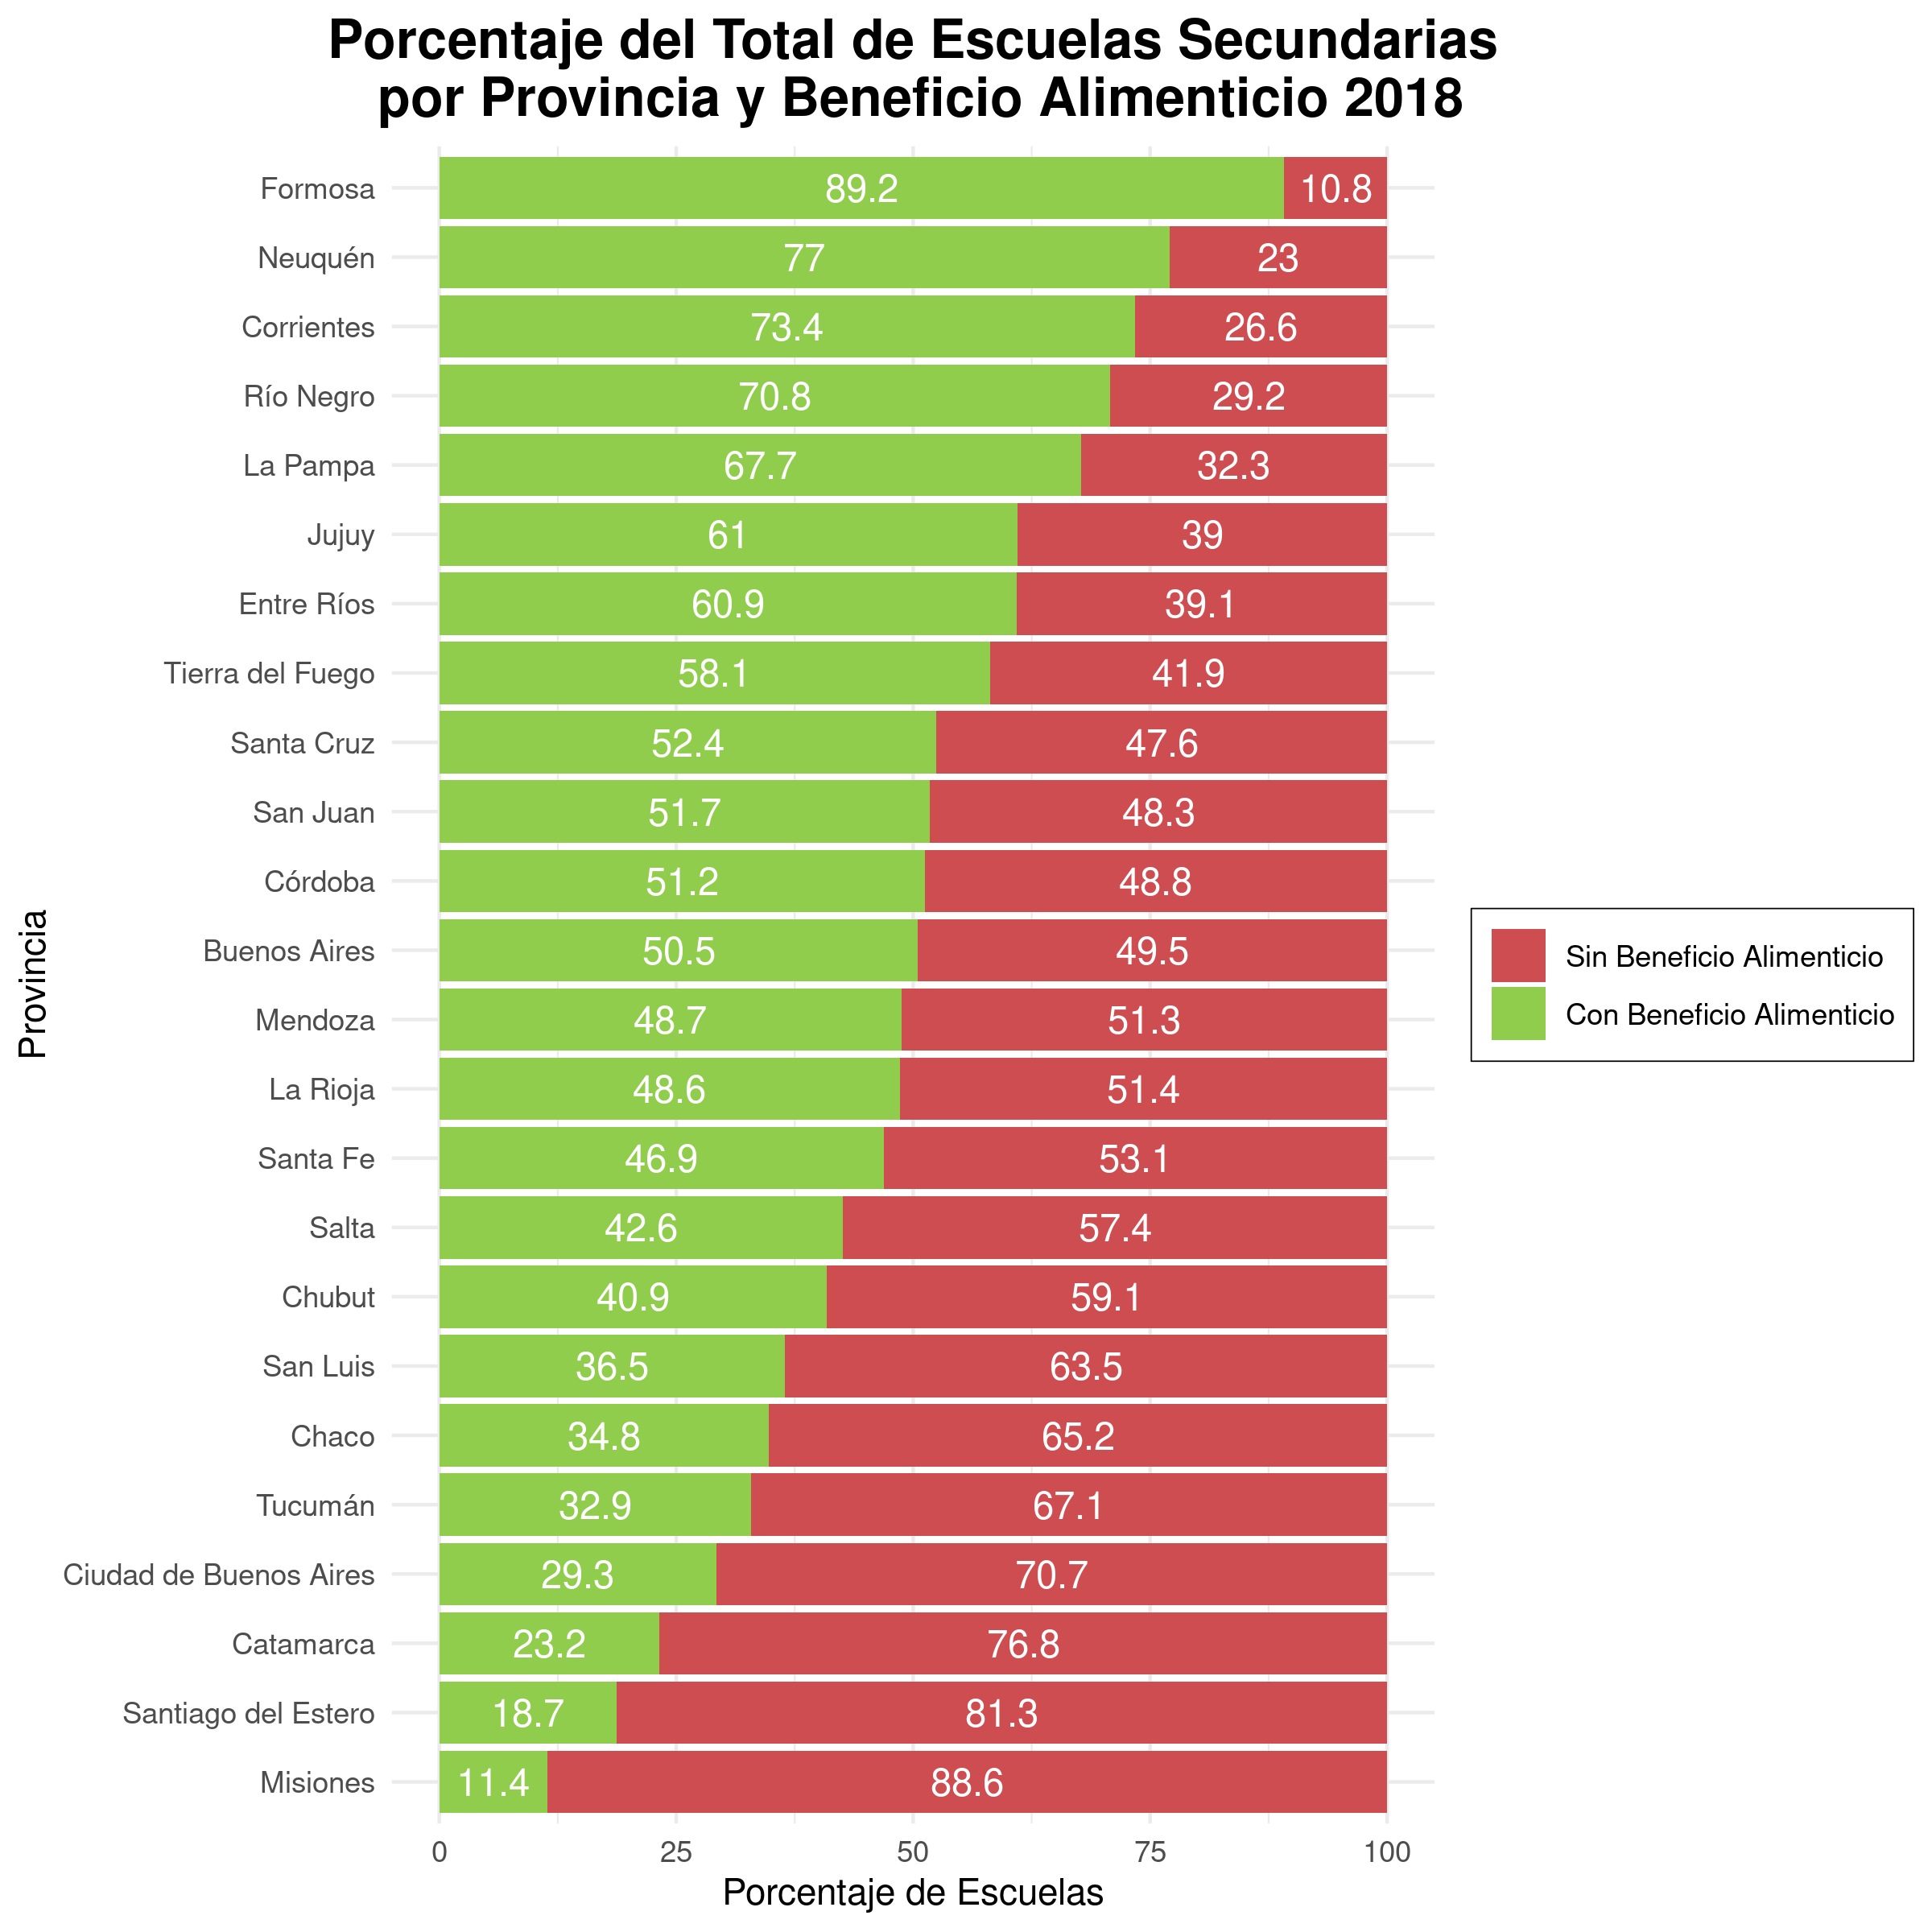 Porcentaje del Total de Escuelas Secundarias
por Provincia y Beneficio Alimenticio 2018
Formosa 89.2 10.8
Neuquén 77 23
Corrientes 73.4 26.6
Río Negro 70.8 29.2
La Pampa 67.7 32.3
Jujuy 61 39
Entre Ríos 60.9 39.1
Tierra del Fuego 58.1 41.9
Santa Cruz 52.4 47.6
San Juan 51.7 48.3
Córdoba 51.2 48.8
Buenos Aires 50.5 49.5
Mendoza 48.7 51.3
La Rioja 48.6 51.4
Santa Fe 46.9 53.1
Salta 42.6 57.4
Chubut 40.9 59.1
San Luis 36.5 63.5
Chaco 34.8 65.2
Tucumán 32.9 67.1
Ciudad de Buenos Aires 29.3 70.7
Catamarca 23.2 76.8
Santiago del Estero 18.7 81.3
Misiones 11.4 88.6
0 25 50 75 100
Porcentaje de Escuelas
Provincia
Sin Beneficio Alimenticio
Con Beneficio Alimenticio